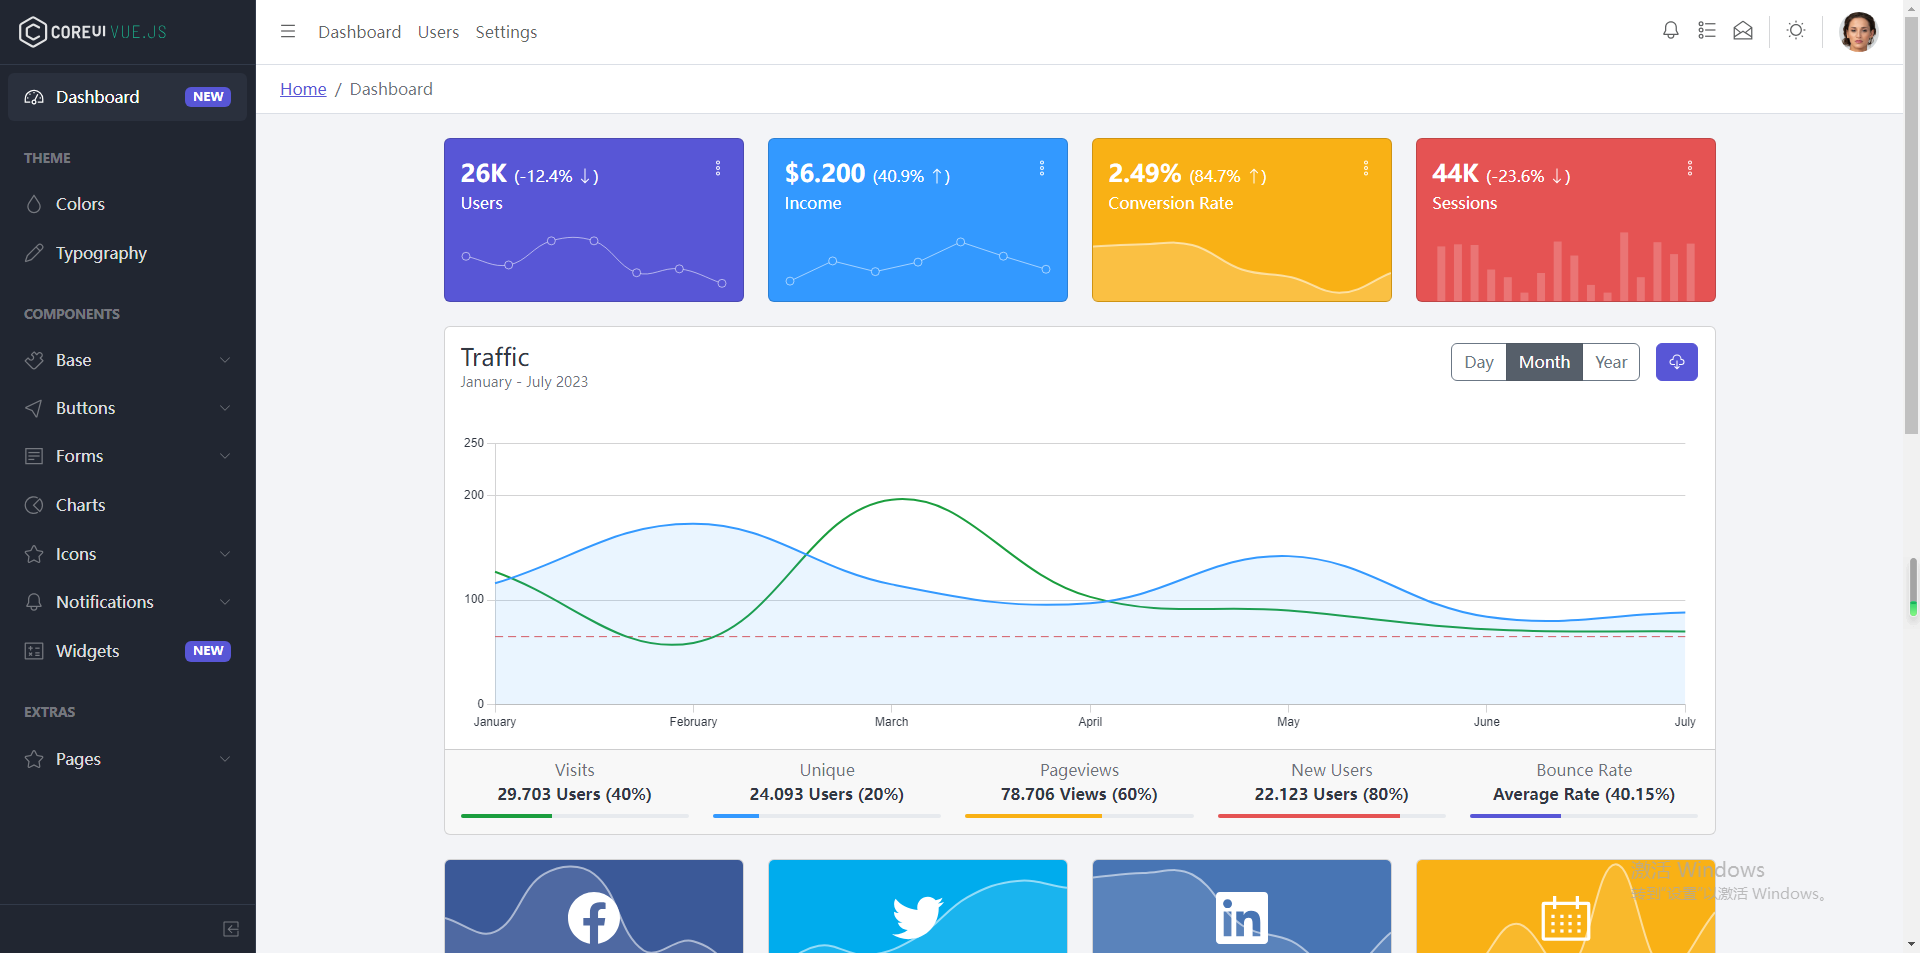 COREUI VUE.JS
Dashboard NEW
THEME
Colors
Typography
COMPONENTS
Base
Buttons
Forms
Charts
Icons
Notifications
Widgets NEW
EXTRAS
Pages
Dashboard Users Settings
Home / Dashboard
26K (-12.4% ↓)
Users
$6.200 (40.9% ↑)
Income
2.49% (84.7% ↑)
Conversion Rate
44K (-23.6% ↓)
Sessions
Traffic
January - July 2023
Day Month Year
250
200
100
0
January February March April May June July
Visits
29.703 Users (40%)
Unique
24.093 Users (20%)
Pageviews
78.706 Views (60%)
New Users
22.123 Users (80%)
Bounce Rate
Average Rate (40.15%)
in
激活 Windows
转到"设置"以激活 Windows。